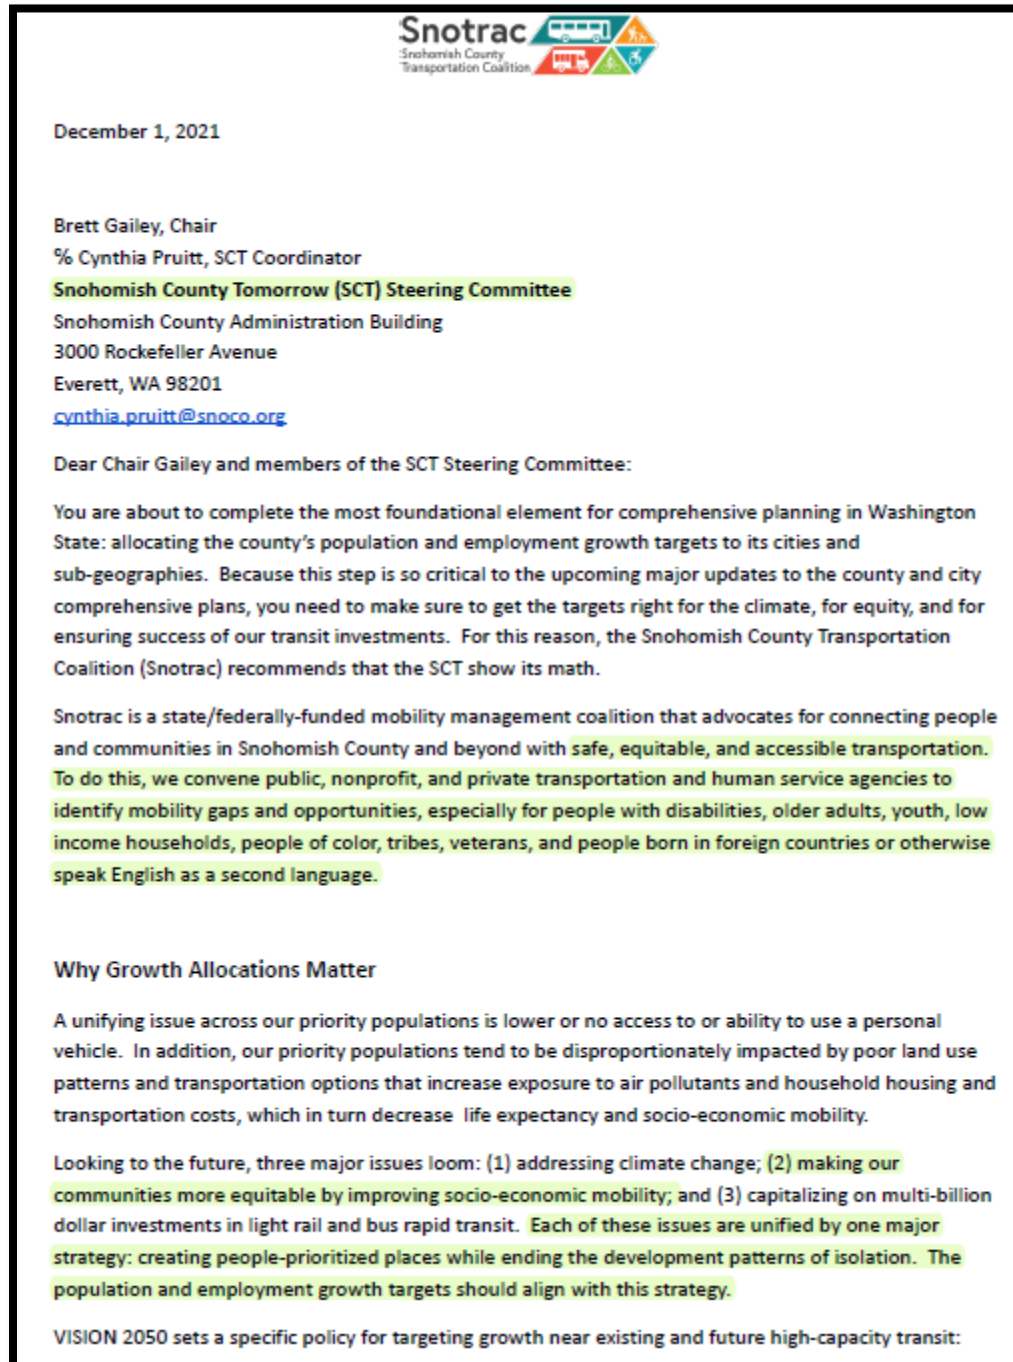 Snotrac
Snohomish County
Transportation Coalition
December 1, 2021
Brett Gailey, Chair
℅ Cynthia Pruitt, SCT Coordinator
Snohomish County Tomorrow (SCT) Steering Committee
Snohomish County Administration Building
3000 Rockefeller Avenue
Everett, WA 98201
cynthia.pruitt@snoco.org
Dear Chair Gailey and members of the SCT Steering Committee:
You are about to complete the most foundational element for comprehensive planning in Washington
State: allocating the county's population and employment growth targets to its cities and
sub-geographies.  Because this step is so critical to the upcoming major updates to the county and city
comprehensive plans, you need to make sure to get the targets right for the climate, for equity, and for
ensuring success of our transit investments.  For this reason, the Snohomish County Transportation
Coalition (Snotrac) recommends that the SCT show its math.
Snotrac is a state/federally-funded mobility management coalition that advocates for connecting people
and communities in Snohomish County and beyond with safe, equitable, and accessible transportation.
To do this, we convene public, nonprofit, and private transportation and human service agencies to
identify mobility gaps and opportunities, especially for people with disabilities, older adults, youth, low
income households, people of color, tribes, veterans, and people born in foreign countries or otherwise
speak English as a second language.
Why Growth Allocations Matter
A unifying issue across our priority populations is lower or no access to or ability to use a personal
vehicle.  In addition, our priority populations tend to be disproportionately impacted by poor land use
patterns and transportation options that increase exposure to air pollutants and household housing and
transportation costs, which in turn decrease  life expectancy and socio-economic mobility.
Looking to the future, three major issues loom: (1) addressing climate change; (2) making our
communities more equitable by improving socio-economic mobility; and (3) capitalizing on multi-billion
dollar investments in light rail and bus rapid transit.  Each of these issues are unified by one major
strategy: creating people-prioritized places while ending the development patterns of isolation.  The
population and employment growth targets should align with this strategy.
VISION 2050 sets a specific policy for targeting growth near existing and future high-capacity transit: